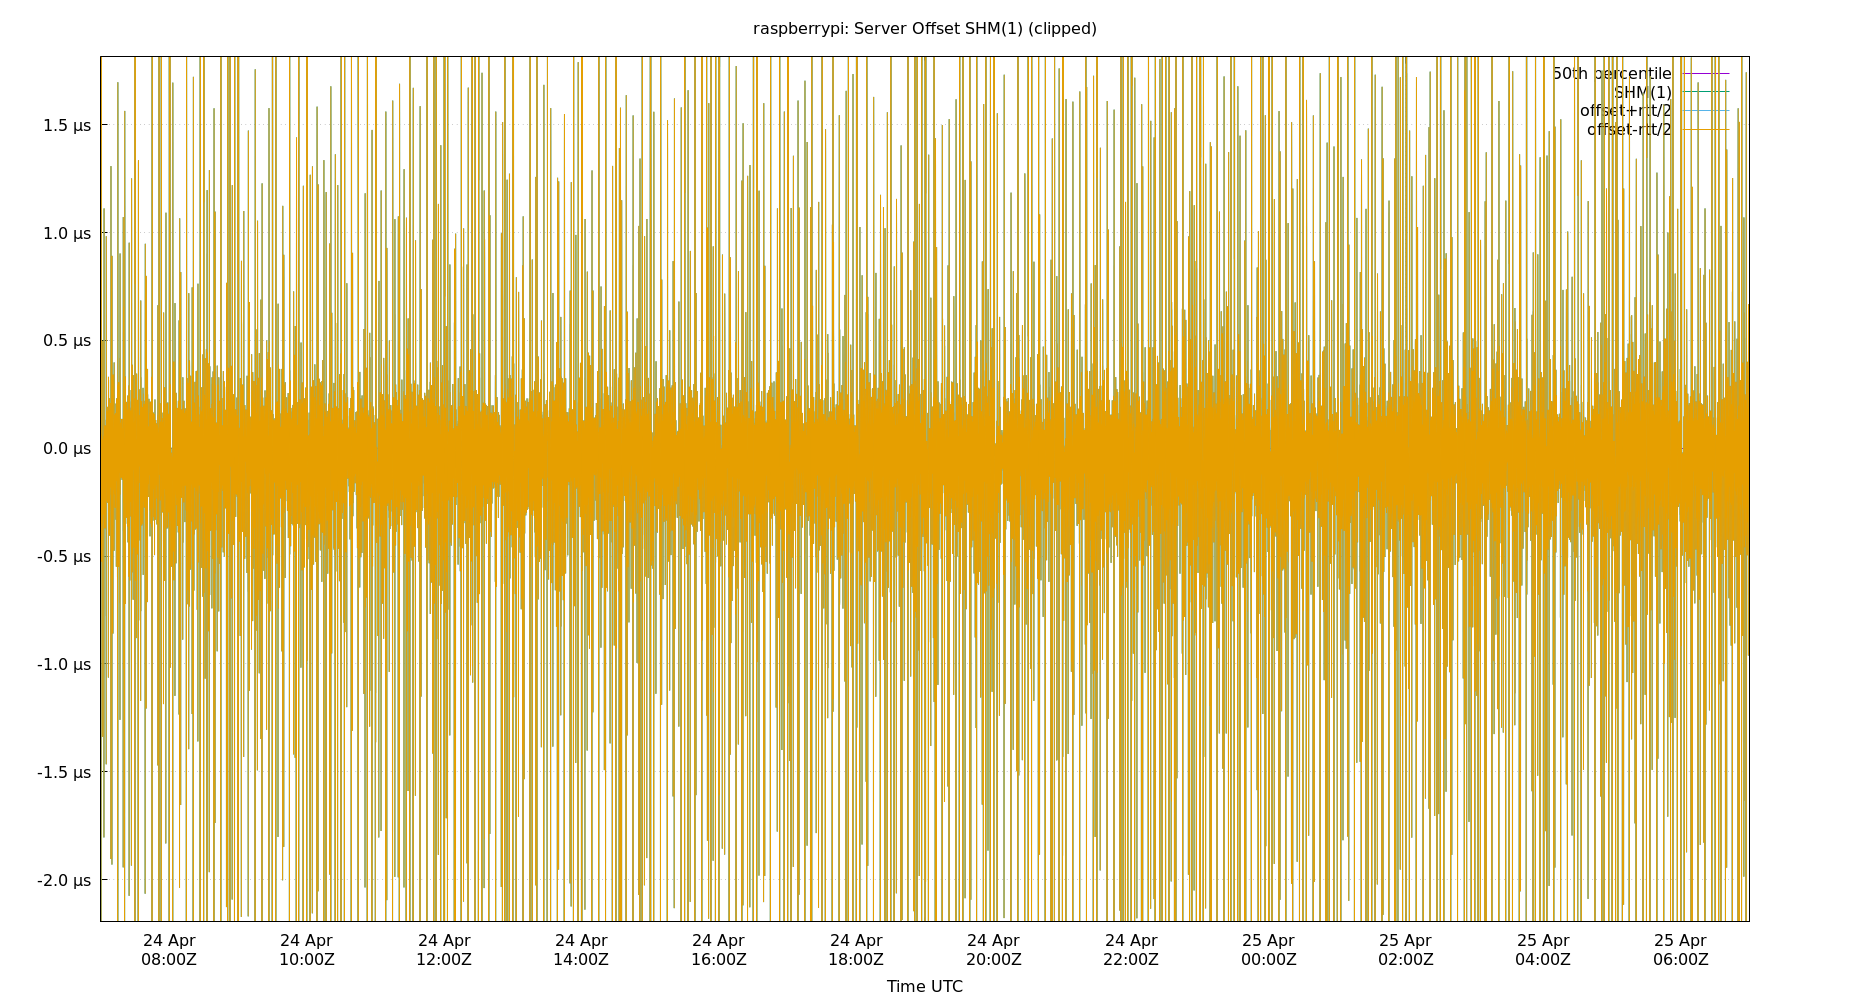 raspberrypi: Server Offset SHM(1) (clipped)
50th percentile
SHM(1)
offset+rtt/2
offset-rtt/2
1.5 µs
1.0 µs
0.5 µs
0.0 µs
-0.5 µs
-1.0 µs
-1.5 µs
-2.0 µs
24 Apr 24 Apr 24 Apr 24 Apr 24 Apr 24 Apr 24 Apr 24 Apr 25 Apr 25 Apr 25 Apr 25 Apr
08:00Z 10:00Z 12:00Z 14:00Z 16:00Z 18:00Z 20:00Z 22:00Z 00:00Z 02:00Z 04:00Z 06:00Z
Time UTC